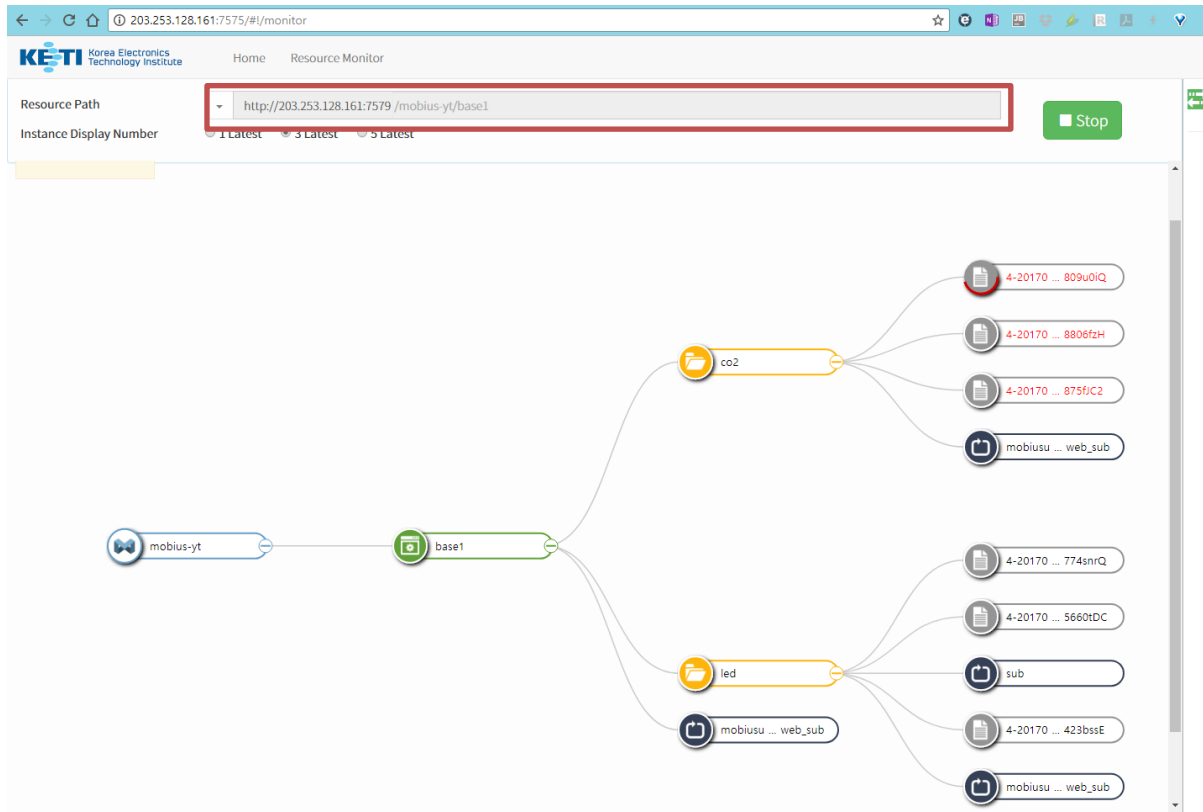 203.253.128.161:7575/#!/monitor
KETI Korea Electronics
Technology Institute
Home Resource Monitor
Resource Path
http://203.253.128.161:7579 /mobius-yt/base1
Instance Display Number
1 Latest 3 Latest 5 Latest
Stop
4-20170 ... 809u0iQ
4-20170 ... 8806fzH
co2
4-20170 ... 875fJC2
mobiusu ... web_sub
mobius-yt
base1
4-20170 ... 774snrQ
4-20170 ... 5660tDC
led
sub
mobiusu ... web_sub
4-20170 ... 423bssE
mobiusu ... web_sub